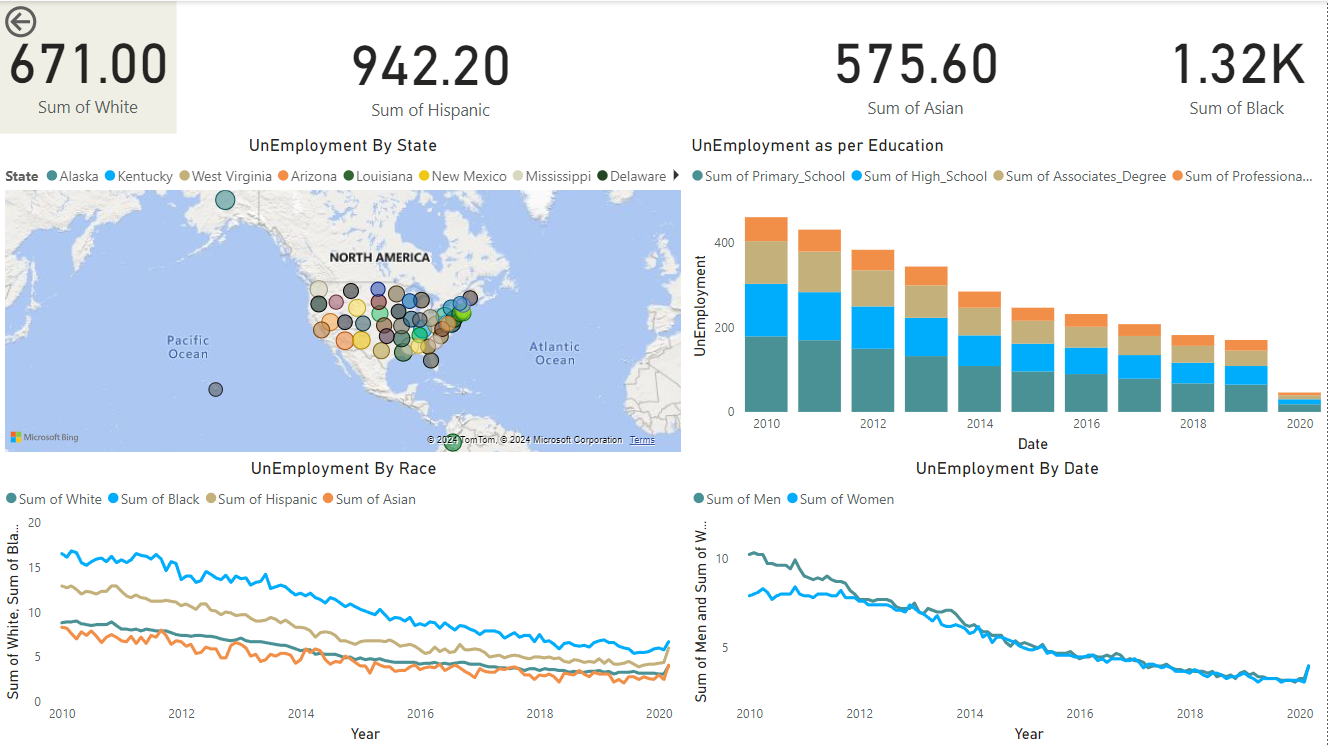 671.00
Sum of White
942.20
Sum of Hispanic
575.60
Sum of Asian
1.32K
Sum of Black
UnEmployment By State
State Alaska Kentucky West Virginia Arizona Louisiana New Mexico Mississippi Delaware
NORTH AMERICA
Pacific
Ocean
Atlantic
Ocean
Microsoft Bing
© 2024 TomTom, © 2024 Microsoft Corporation Terms
UnEmployment as per Education
Sum of Primary_School Sum of High_School Sum of Associates_Degree Sum of Professiona...
UnEmployment
400
200
0
2010 2012 2014 2016 2018 2020
Date
UnEmployment By Race
Sum of White Sum of Black Sum of Hispanic Sum of Asian
Sum of White, Sum of Bla...
20
15
10
5
0
2010 2012 2014 2016 2018 2020
Year
UnEmployment By Date
Sum of Men Sum of Women
Sum of Men and Sum of W...
10
5
2010 2012 2014 2016 2018 2020
Year